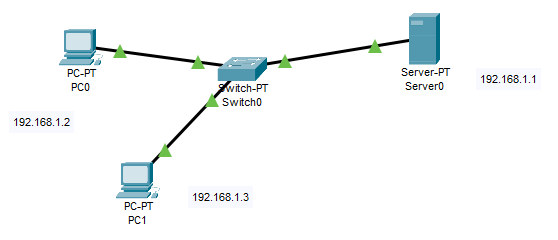 PC-PT
PC0
192.168.1.2
Switch-PT
Switch0
Server-PT
Server0
192.168.1.1
PC-PT
PC1
192.168.1.3